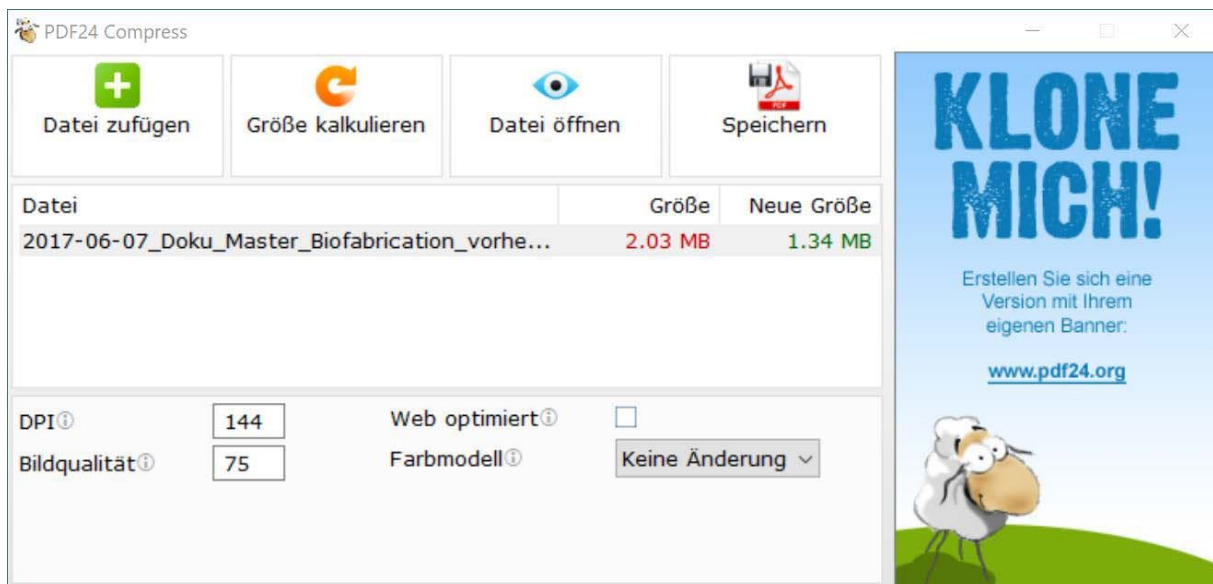 PDF24 Compress
Datei zufügen
Größe kalkulieren
Datei öffnen
PDF
Speichern
Datei Größe Neue Größe
2017-06-07_Doku_Master_Biofabrication_vorhe... 2.03 MB 1.34 MB
DPI 144 Web optimiert
Bildqualität 75 Farbmodell Keine Änderung
KLONE
MICH!
Erstellen Sie sich eine
Version mit Ihrem
eigenen Banner:
www.pdf24.org